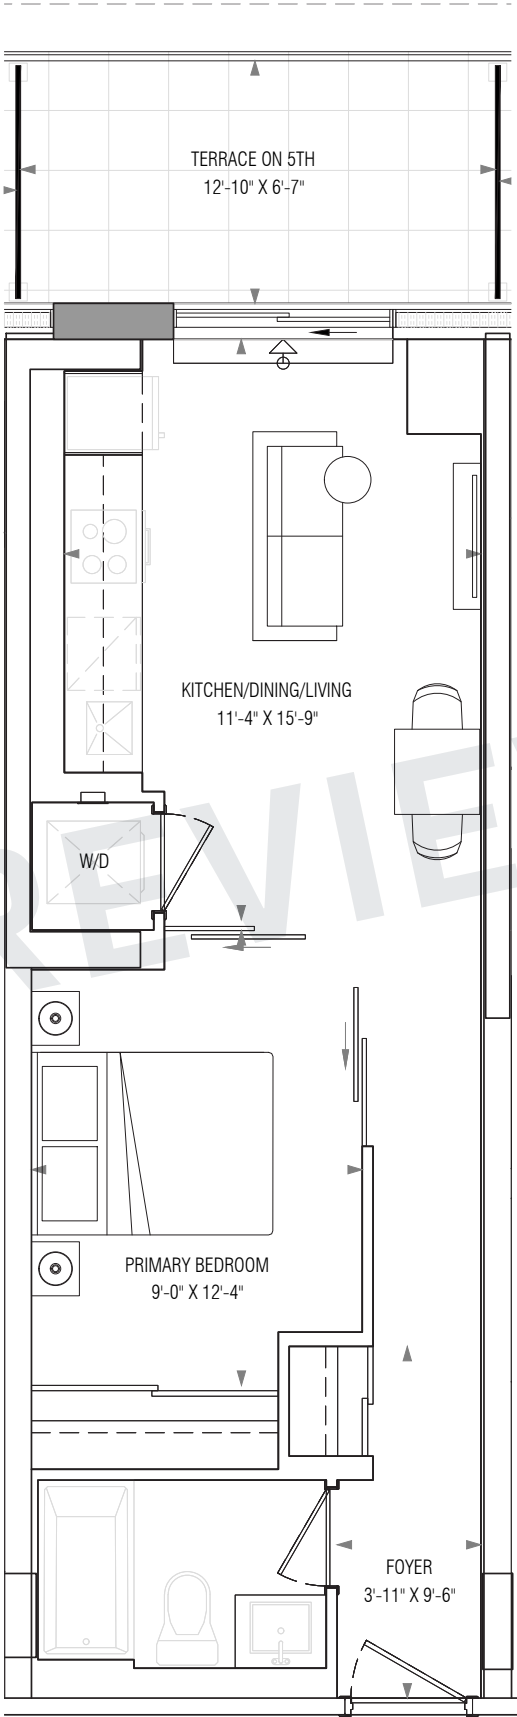 TERRACE ON 5TH
12'-10" X 6'-7"
KITCHEN/DINING/LIVING
11'-4" X 15'-9"
REVIE
W/D
PRIMARY BEDROOM
9'-0" X 12'-4"
FOYER
3'-11" X 9'-6"